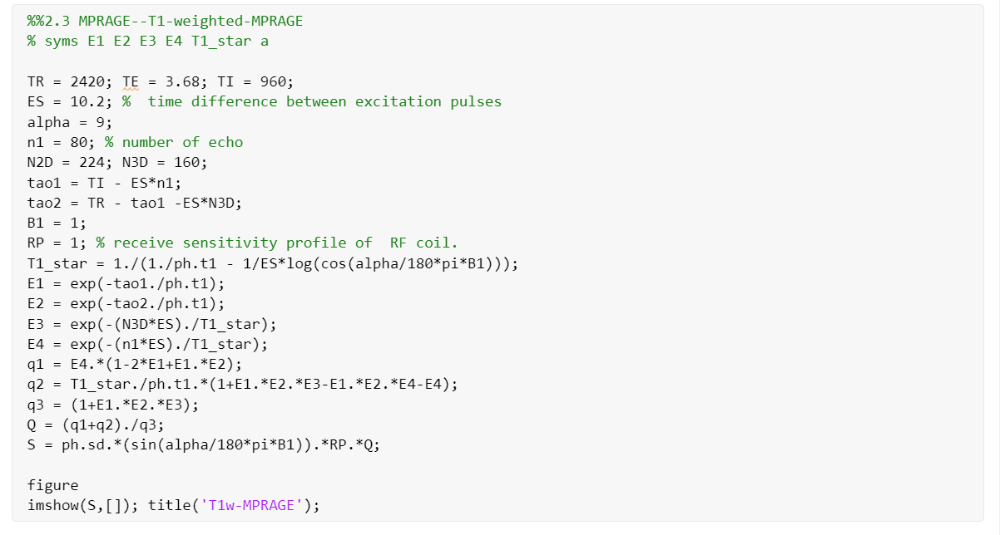 %%2.3 MPRAGE--T1-weighted-MPRAGE
% syms E1 E2 E3 E4 T1_star a
TR = 2420; TE = 3.68; TI = 960;
ES = 10.2; %  time difference between excitation pulses
alpha = 9;
n1 = 80; % number of echo
N2D = 224; N3D = 160;
tao1 = TI - ES*n1;
tao2 = TR - tao1 -ES*N3D;
B1 = 1;
RP = 1; % receive sensitivity profile of  RF coil.
T1_star = 1./(1./ph.t1 - 1/ES*log(cos(alpha/180*pi*B1)));
E1 = exp(-tao1./ph.t1);
E2 = exp(-tao2./ph.t1);
E3 = exp(-(N3D*ES)./T1_star);
E4 = exp(-(n1*ES)./T1_star);
q1 = E4.*(1-2*E1+E1.*E2);
q2 = T1_star./ph.t1.*(1+E1.*E2.*E3-E1.*E2.*E4-E4);
q3 = (1+E1.*E2.*E3);
Q = (q1+q2)./q3;
S = ph.sd.*(sin(alpha/180*pi*B1)).*RP.*Q;
figure
imshow(S,[]); title('T1w-MPRAGE');